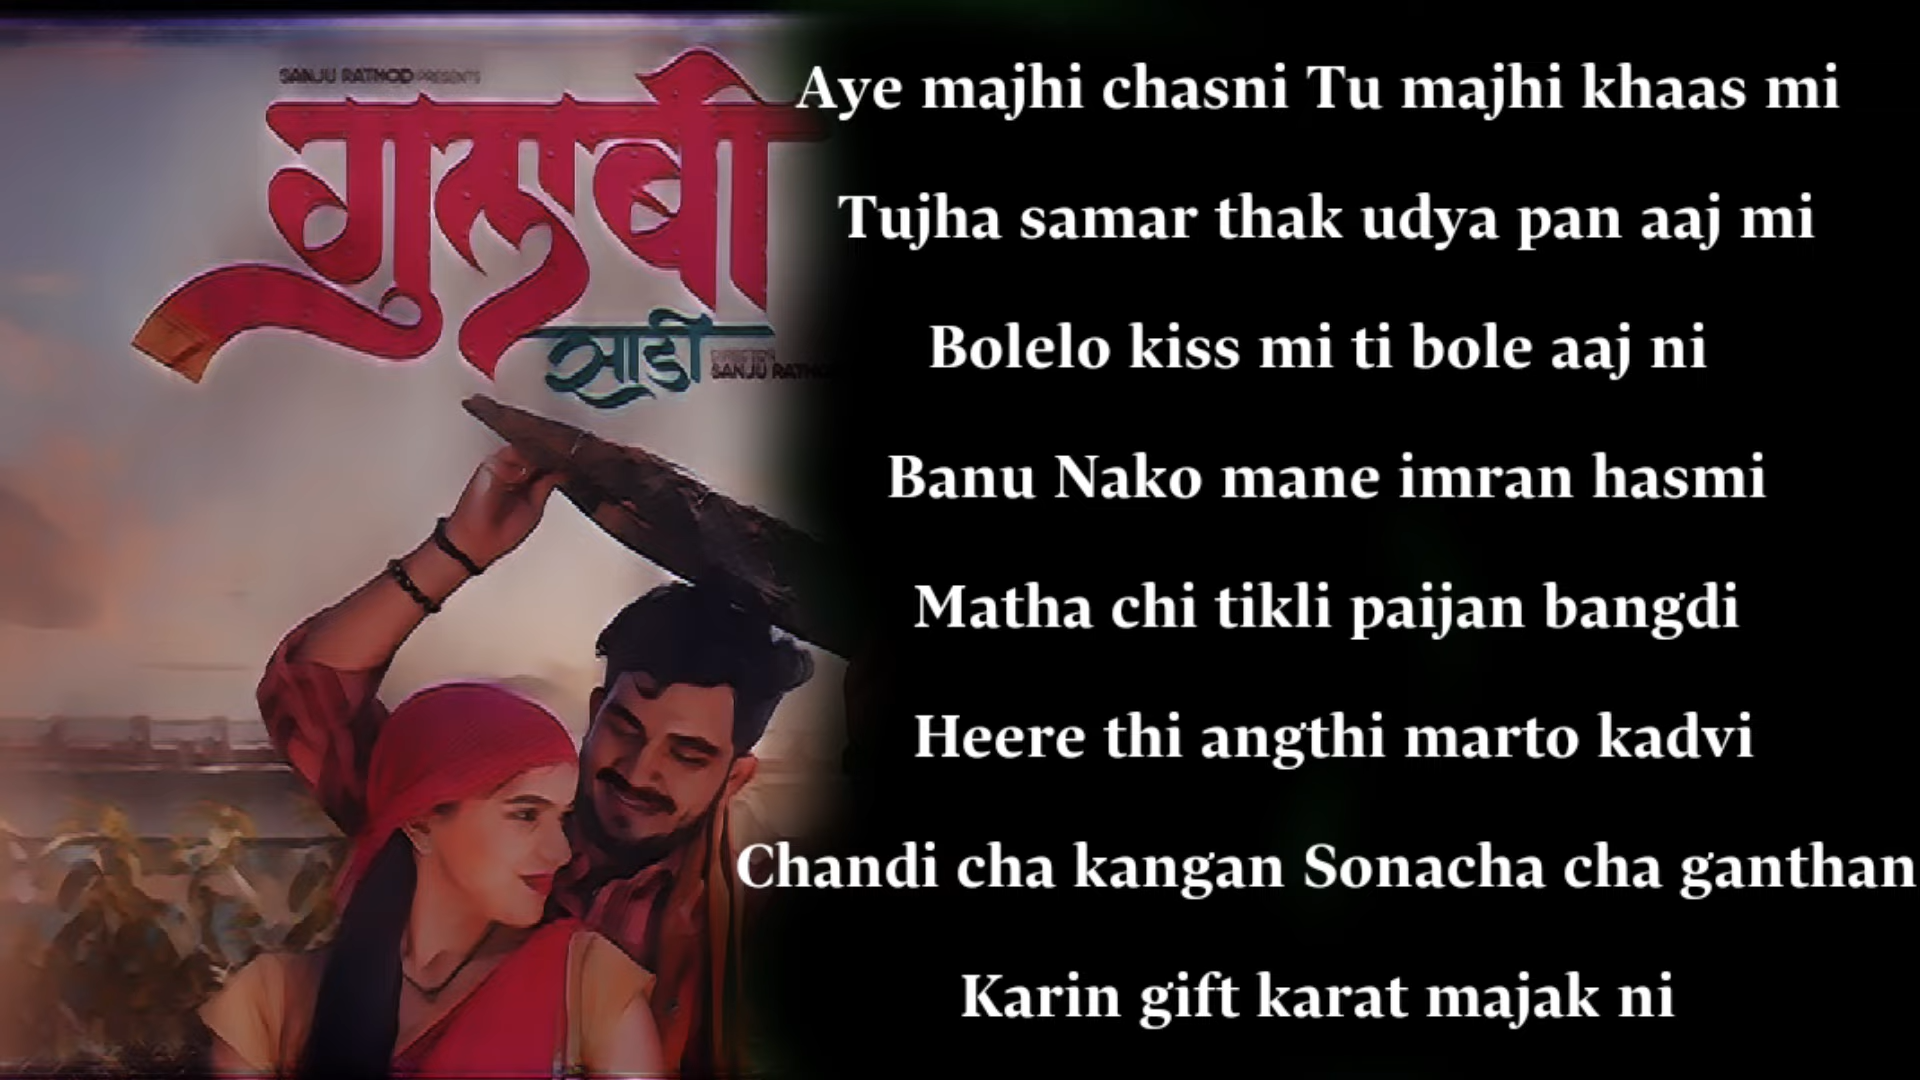 SANJU RATHOD PRESENTS
गुलाबी
साडी
SANJU RATHOD
Aye majhi chasni Tu majhi khaas mi
Tujha samar thak udya pan aaj mi
Bolelo kiss mi ti bole aaj ni
Banu Nako mane imran hasmi
Matha chi tikli paijan bangdi
Heere thi angthi marto kadvi
Chandi cha kangan Sonacha cha ganthan
Karin gift karat majak ni